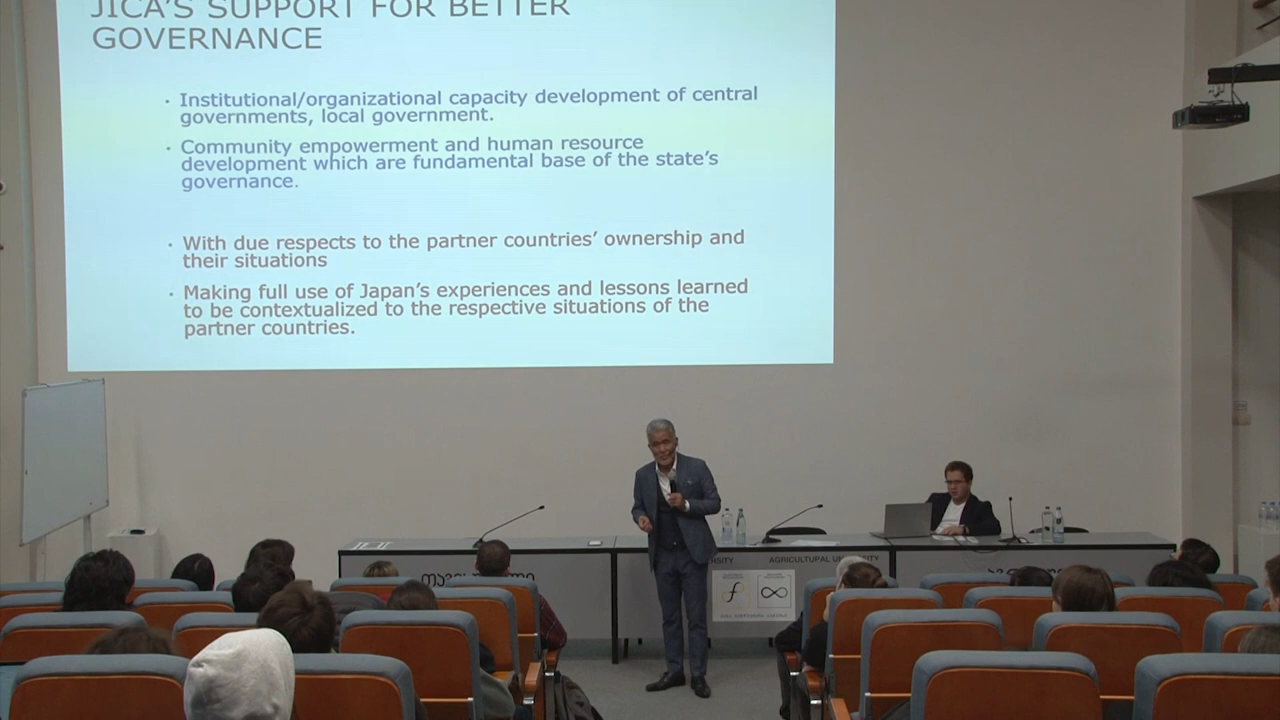 JICA'S SUPPORT FOR BETTER
GOVERNANCE
· Institutional/organizational capacity development of central
governments, local government.
· Community empowerment and human resource
development which are fundamental base of the state's
governance.
· With due respects to the partner countries' ownership and
their situations
· Making full use of Japan's experiences and lessons learned
to be contextualized to the respective situations of the
partner countries.
AGRICULTURAL UNIVERSITY